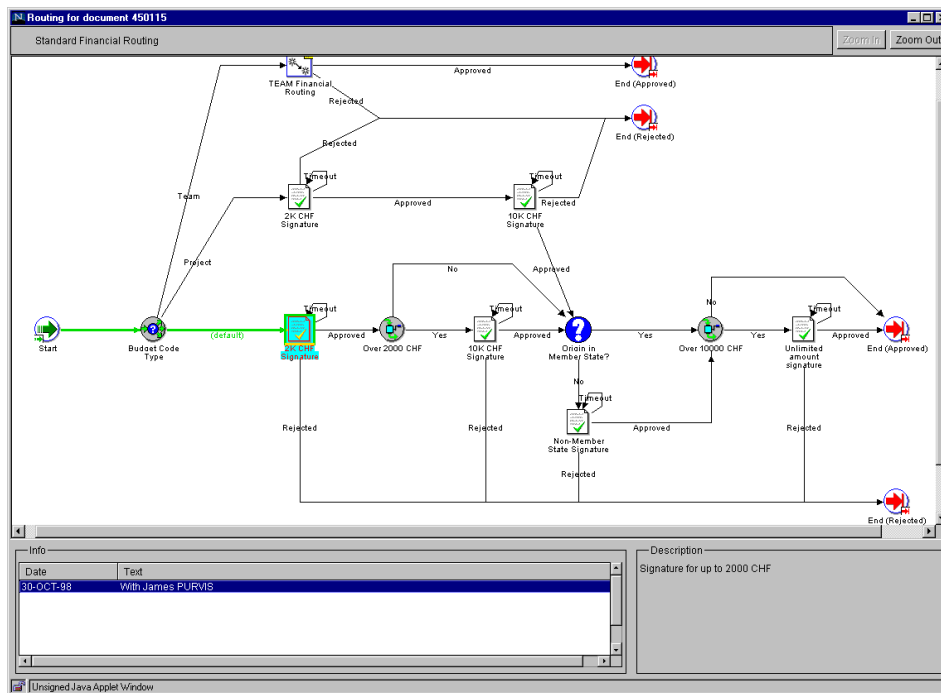 Routing for document 450115
Standard Financial Routing
Zoom In
Zoom Out
TEAM Financial
Routing
Approved
End (Approved)
Rejected
End (Rejected)
Rejected
Team
Timeout
2K CHF
Signature
Approved
Timeout
10K CHF
Signature
Rejected
Project
No
Approved
No
Start
Budget Code
Type
(default)
Timeout
2K CHF
Signature
Approved
Over 2000 CHF
Yes
Timeout
10K CHF
Signature
Approved
Origin in
Member State?
Yes
Over 10000 CHF
Yes
Timeout
Unlimited
amount
signature
Approved
End (Approved)
No
Timeout
Non-Member
State Signature
Approved
Rejected
Rejected
Rejected
Rejected
End (Rejected)
Info
Date
Text
30-OCT-98
With James PURVIS
Description
Signature for up to 2000 CHF
Unsigned Java Applet Window